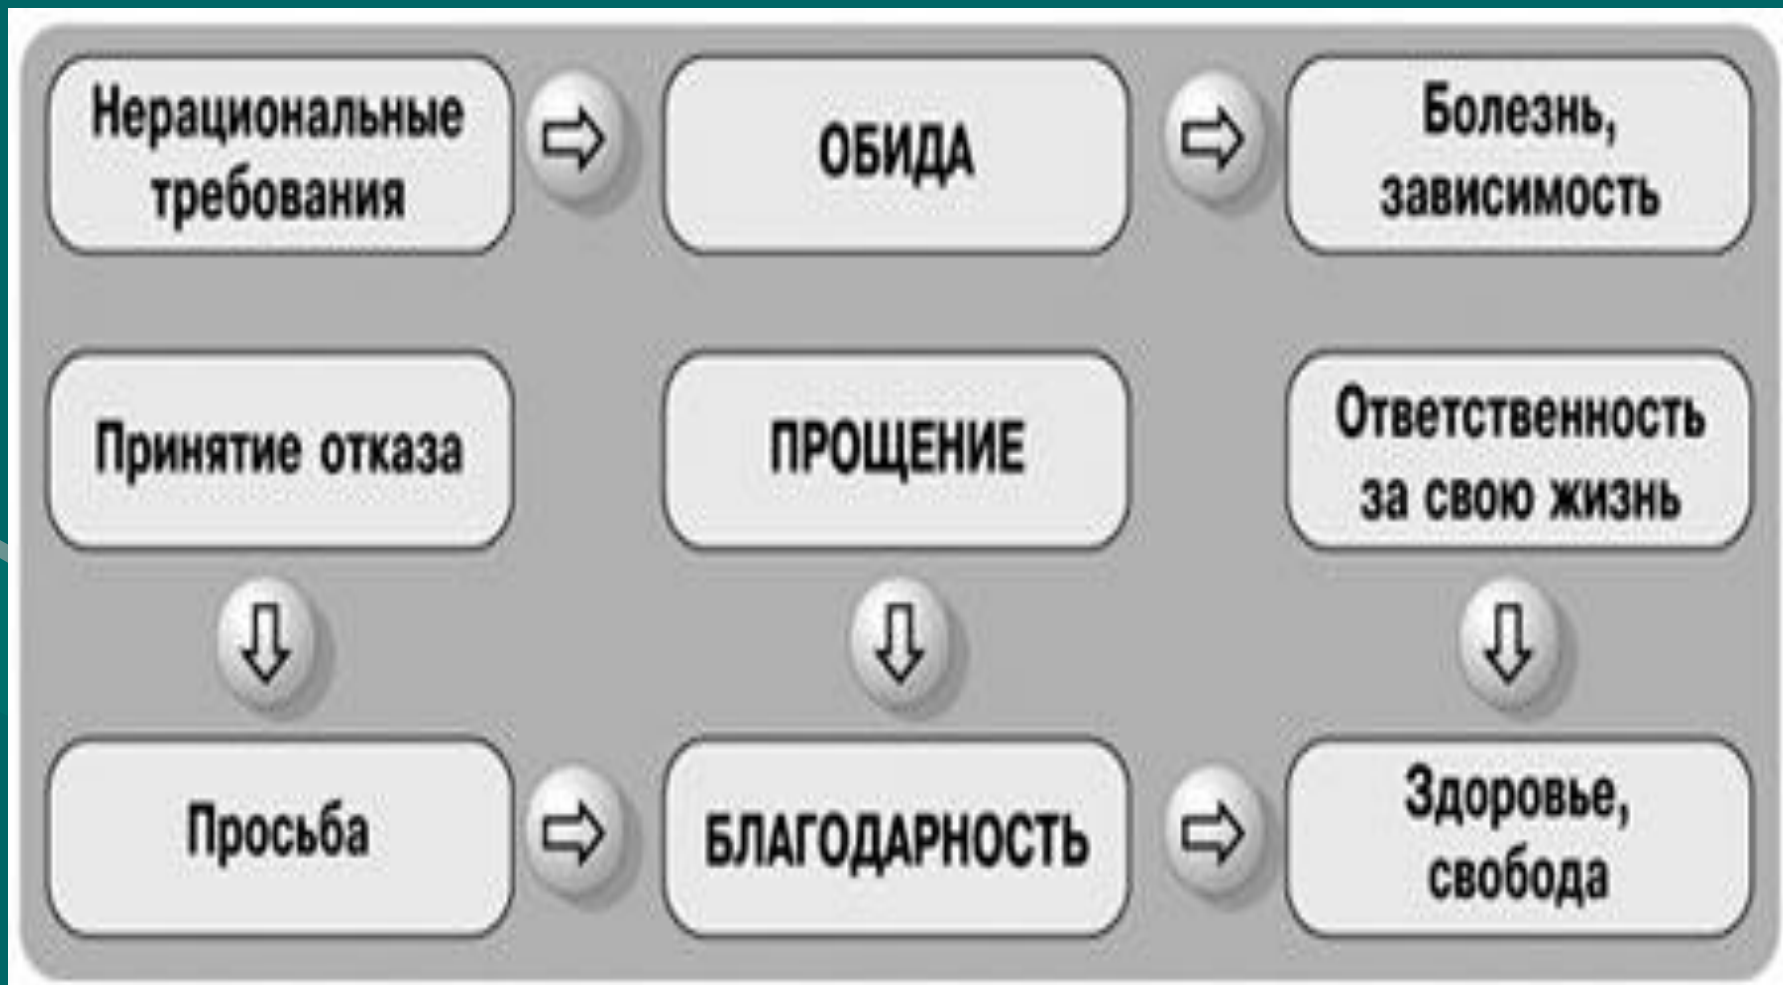 Нерациональные
требования
ОБИДА
Болезнь,
зависимость
Принятие отказа
ПРОЩЕНИЕ
Ответственность
за свою жизнь
Просьба
БЛАГОДАРНОСТЬ
Здоровье,
свобода